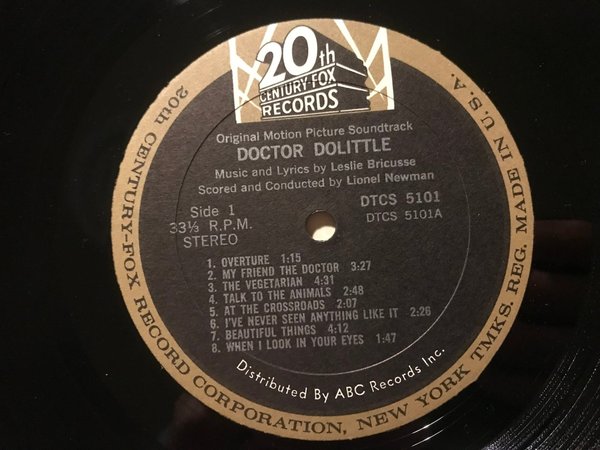 20th
CENTURY-FOX
RECORDS
Original Motion Picture Soundtrack
DOCTOR DOLITTLE
Music and Lyrics by Leslie Bricusse
Scored and Conducted by Lionel Newman
Side 1
33⅓ R.P.M.
STEREO
DTCS 5101
DTCS 5101A
1. OVERTURE 1:15
2. MY FRIEND THE DOCTOR 3:27
3. THE VEGETARIAN 4:31
4. TALK TO THE ANIMALS 2:48
5. AT THE CROSSROADS 2:07
6. I'VE NEVER SEEN ANYTHING LIKE IT 2:26
7. BEAUTIFUL THINGS 4:12
8. WHEN I LOOK IN YOUR EYES 1:47
Distributed By ABC Records Inc.
20th CENTURY-FOX RECORD CORPORATION, NEW YORK TMKS. REG. MADE IN U.S.A.